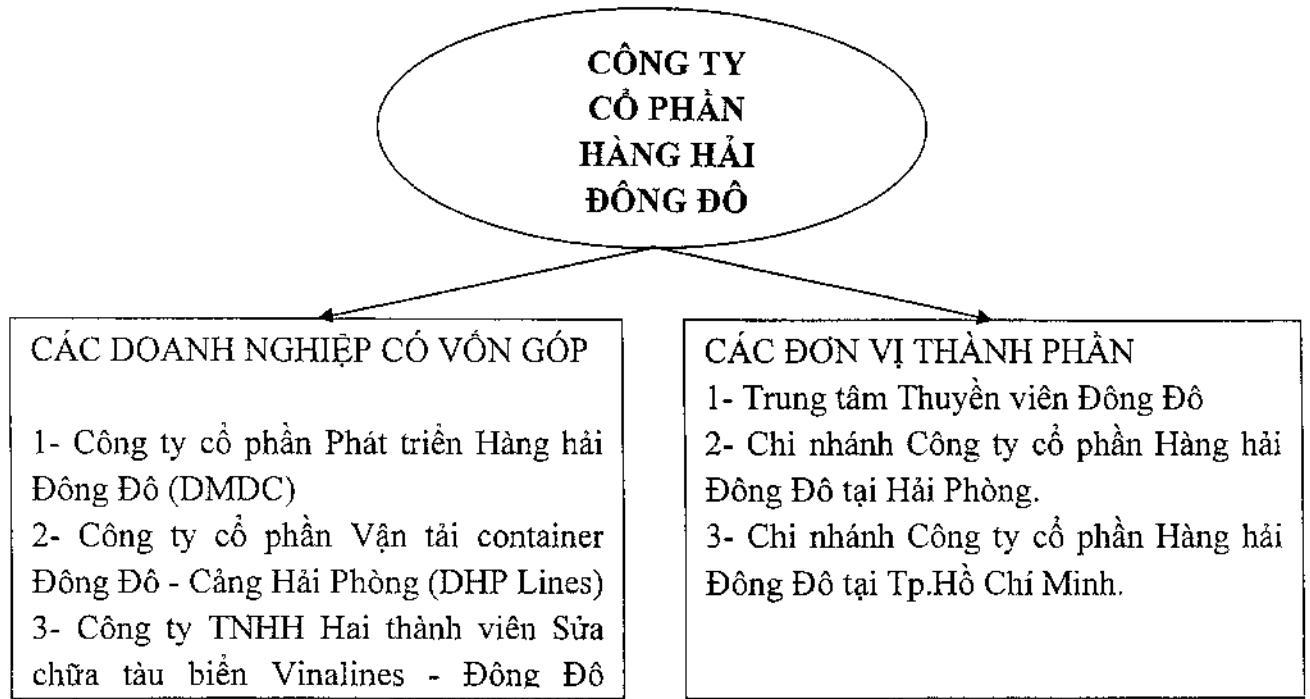 CÔNG TY
CỔ PHẦN
HÀNG HẢI
ĐÔNG ĐÔ
CÁC DOANH NGHIỆP CÓ VỐN GÓP
1- Công ty cổ phần Phát triển Hàng hải
Đông Đô (DMDC)
2- Công ty cổ phần Vận tải container
Đông Đô - Cảng Hải Phòng (DHP Lines)
3- Công ty TNHH Hai thành viên Sửa
chữa tàu biển Vinalines - Đông Đô
CÁC ĐƠN VỊ THÀNH PHẦN
1- Trung tâm Thuyền viên Đông Đô
2- Chi nhánh Công ty cổ phần Hàng hải
Đông Đô tại Hải Phòng.
3- Chi nhánh Công ty cổ phần Hàng hải
Đông Đô tại Tp.Hồ Chí Minh.